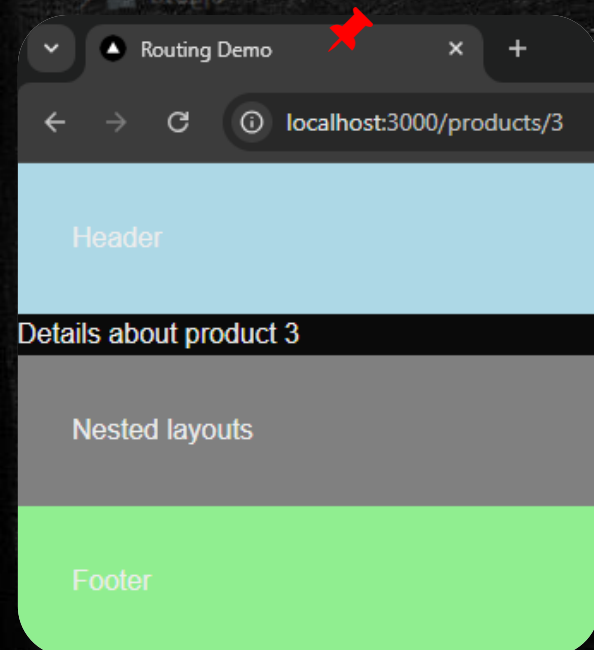 Routing Demo
localhost:3000/products/3
Header
Details about product 3
Nested layouts
Footer